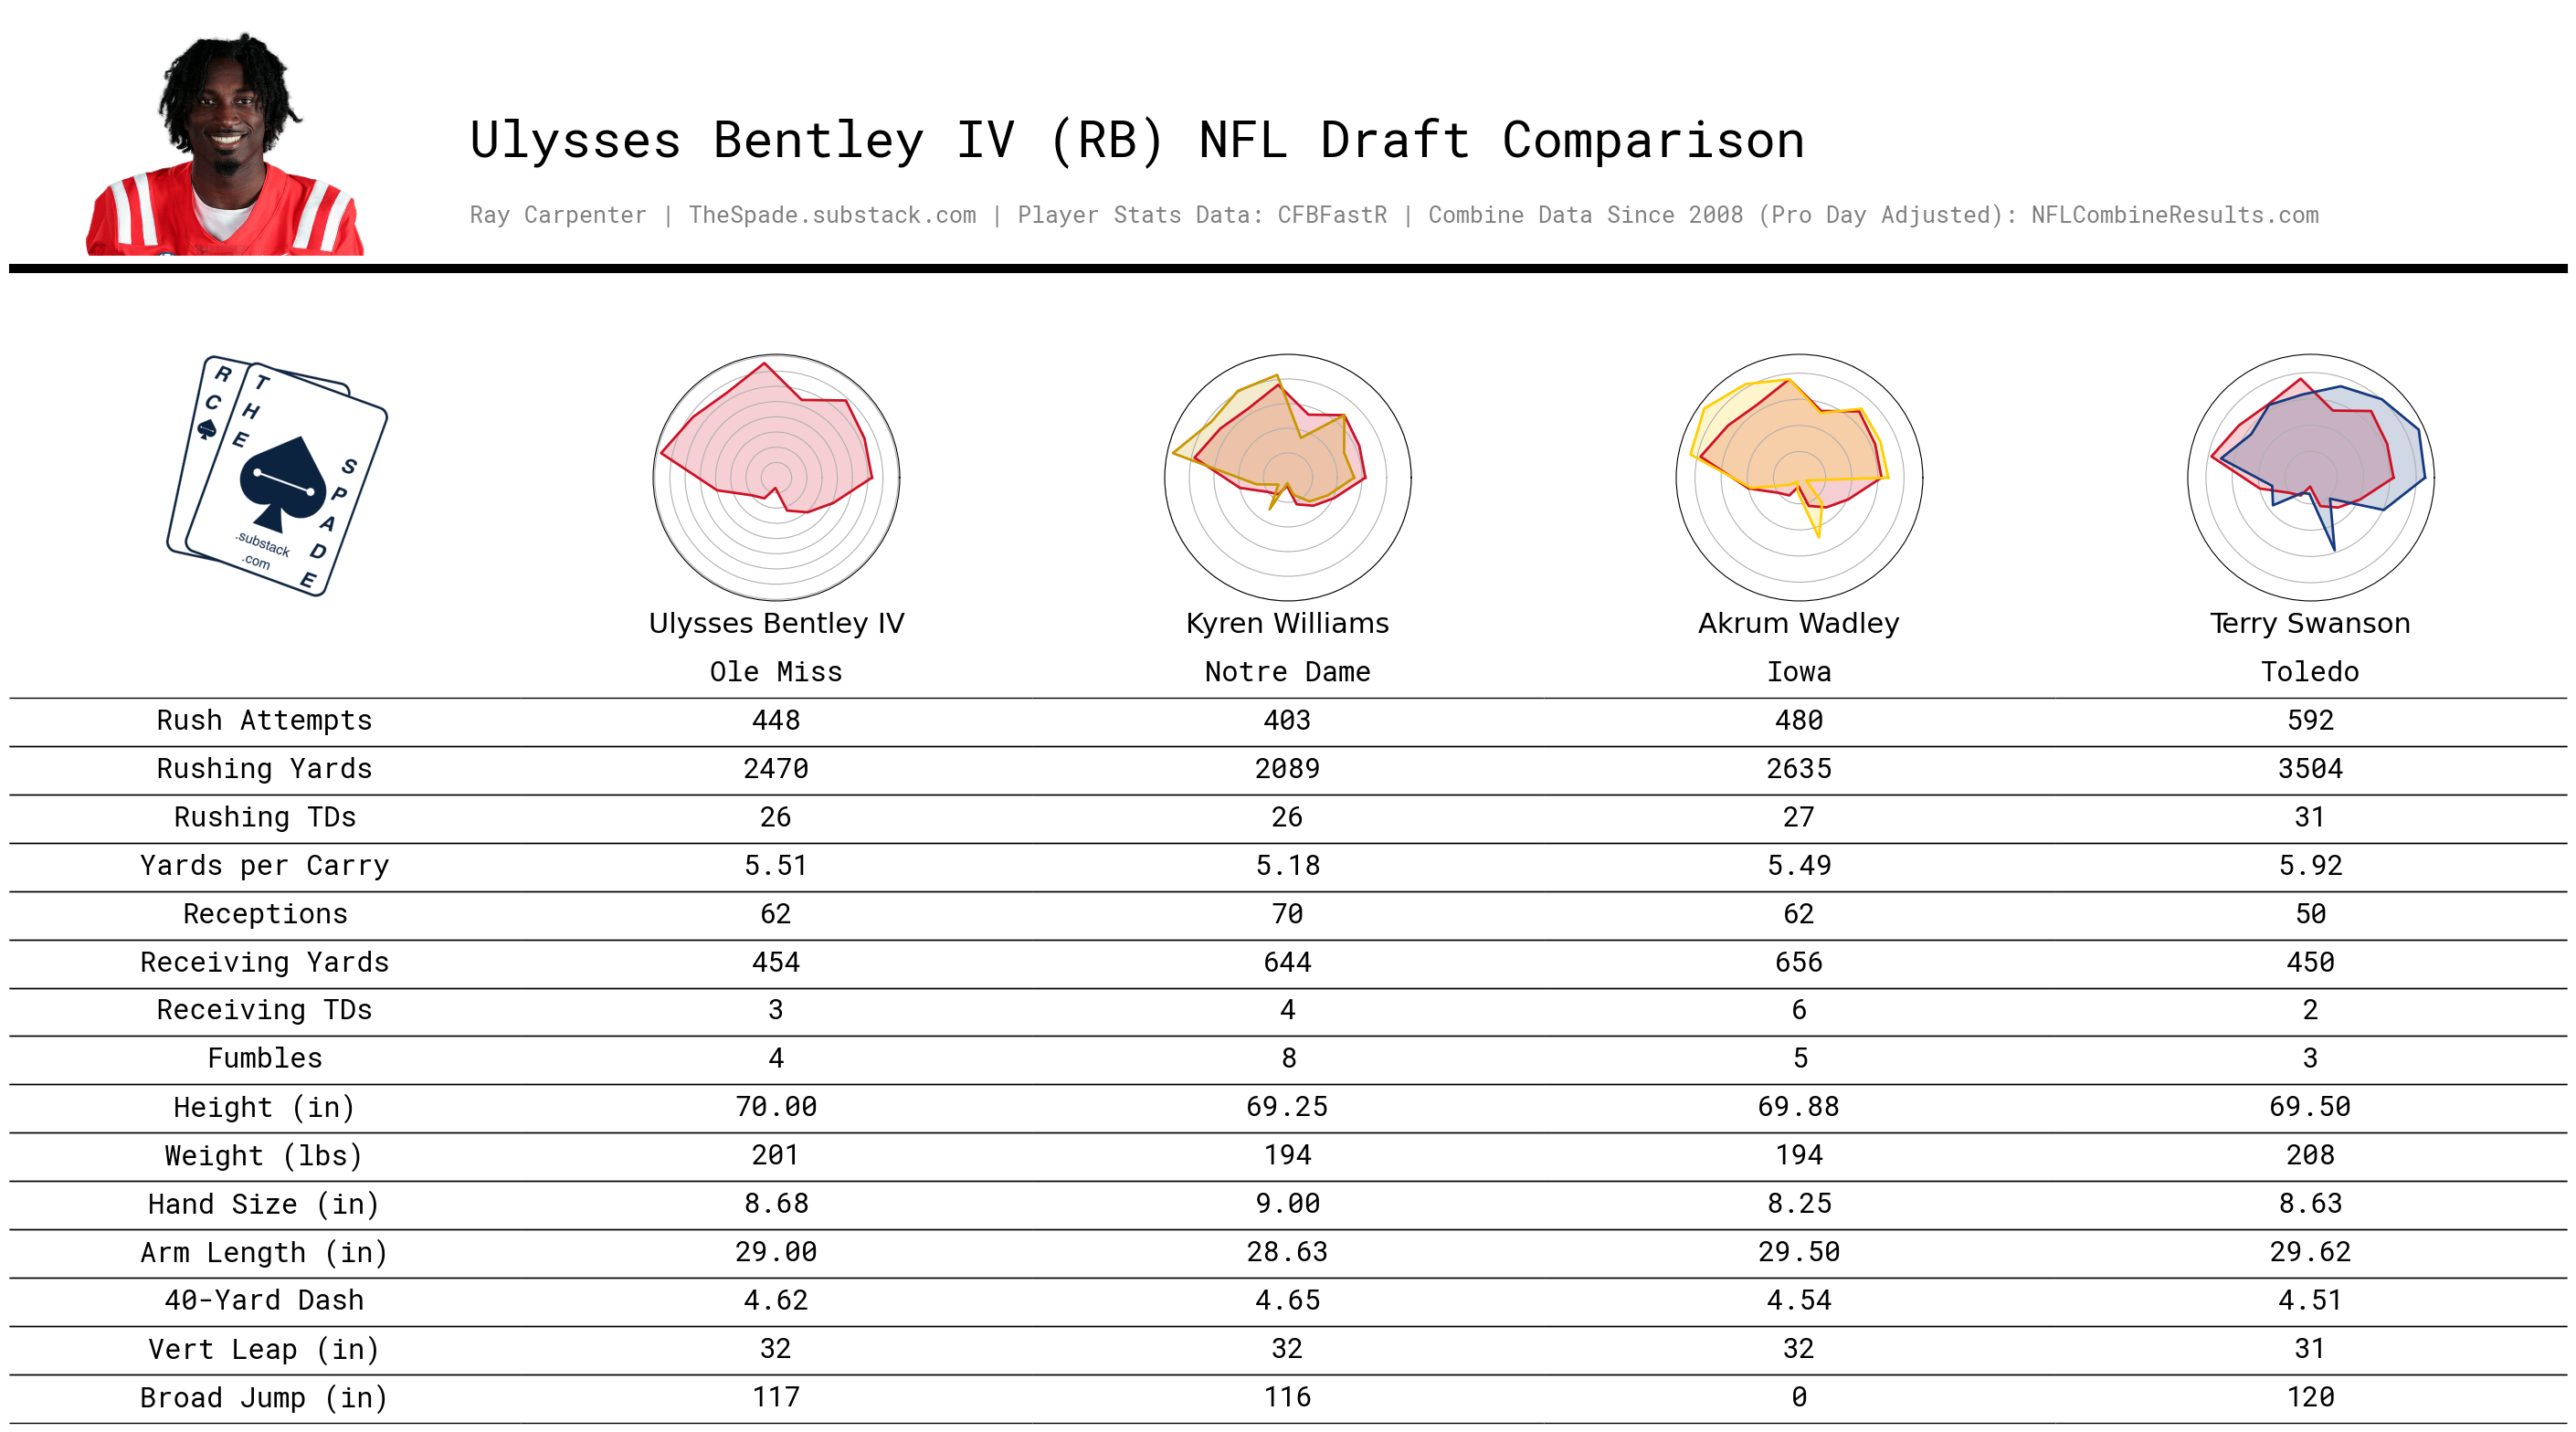 Ulysses Bentley IV (RB) NFL Draft Comparison
Ray Carpenter | TheSpade.substack.com | Player Stats Data: CFBFastR | Combine Data Since 2008 (Pro Day Adjusted): NFLCombineResults.com
RC
THE
SPADE
.substack
.com
Ulysses Bentley IV Kyren Williams Akrum Wadley Terry Swanson
Ole Miss Notre Dame Iowa Toledo
Rush Attempts 448 403 480 592
Rushing Yards 2470 2089 2635 3504
Rushing TDs 26 26 27 31
Yards per Carry 5.51 5.18 5.49 5.92
Receptions 62 70 62 50
Receiving Yards 454 644 656 450
Receiving TDs 3 4 6 2
Fumbles 4 8 5 3
Height (in) 70.00 69.25 69.88 69.50
Weight (lbs) 201 194 194 208
Hand Size (in) 8.68 9.00 8.25 8.63
Arm Length (in) 29.00 28.63 29.50 29.62
40-Yard Dash 4.62 4.65 4.54 4.51
Vert Leap (in) 32 32 32 31
Broad Jump (in) 117 116 0 120